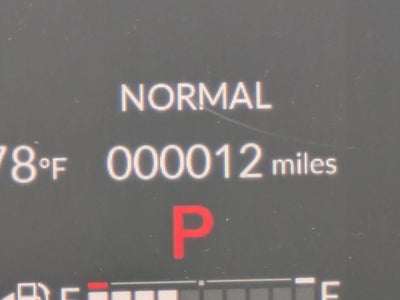 NORMAL
78°F 000012 miles
P
E F